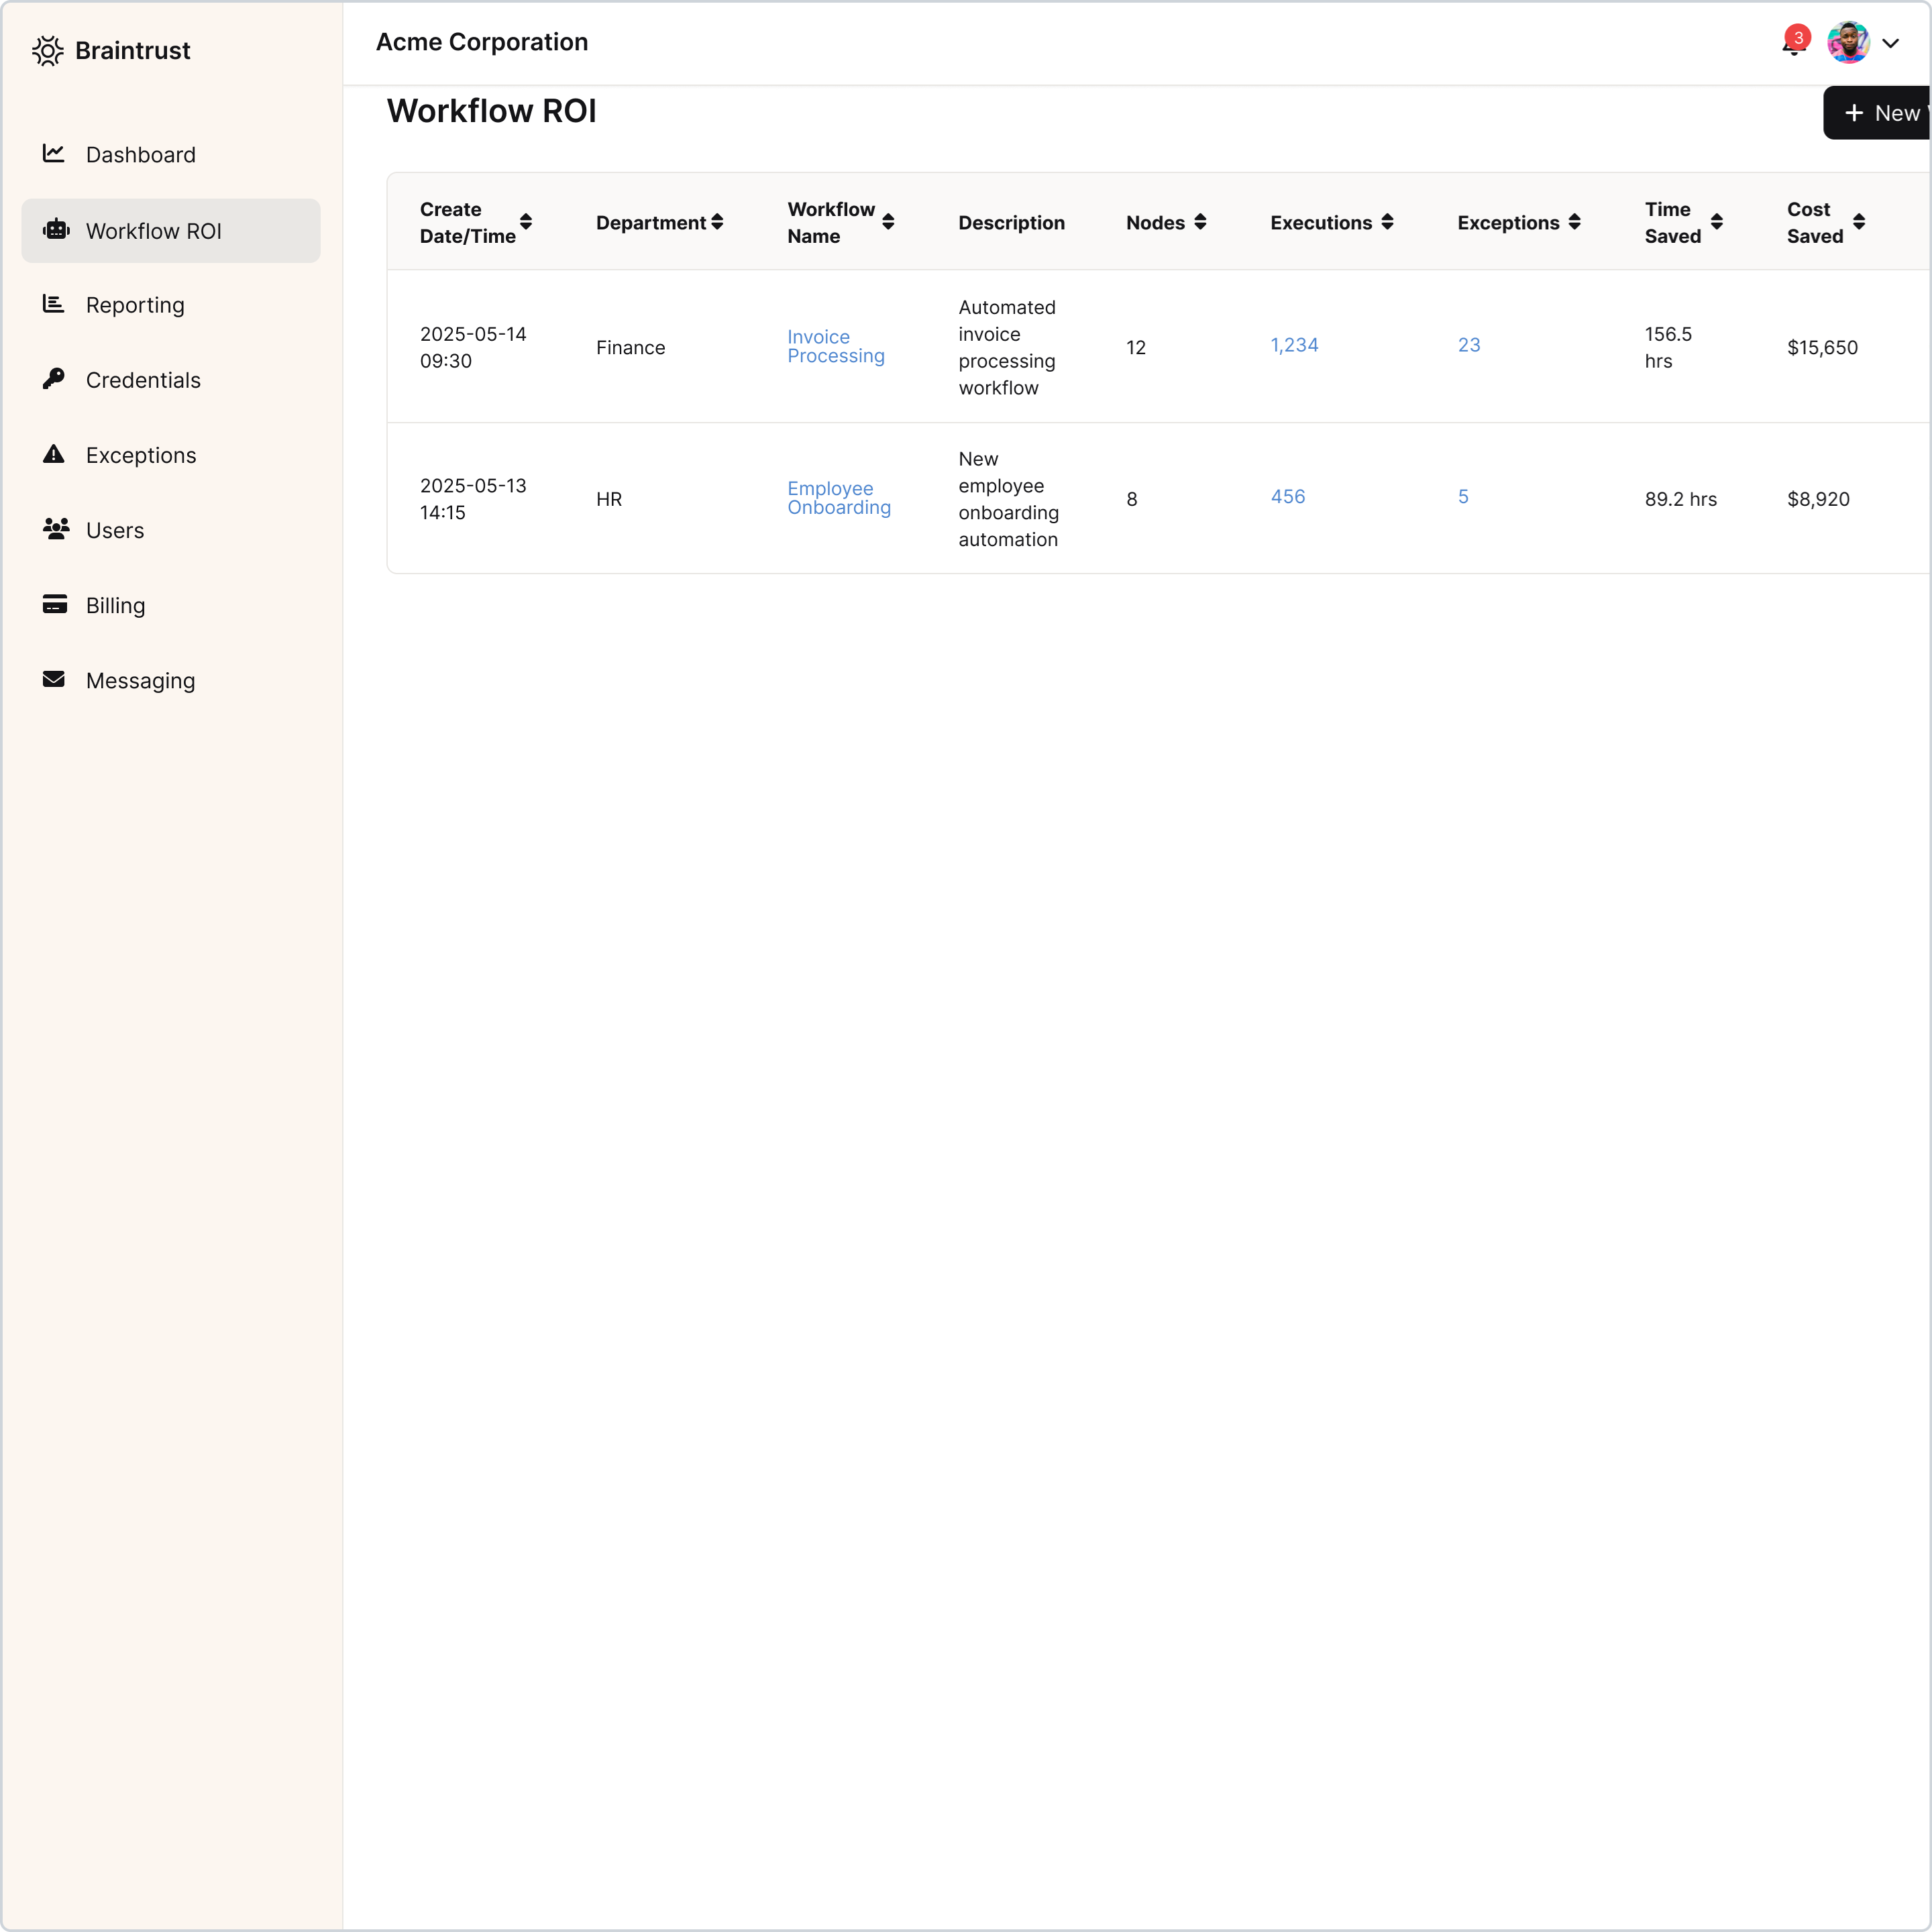 Braintrust
Acme Corporation
3
Dashboard
Workflow ROI
Reporting
Credentials
Exceptions
Users
Billing
Messaging
Workflow ROI
+ New
Create
Date/Time
Department
Workflow
Name
Description
Nodes
Executions
Exceptions
Time
Saved
Cost
Saved
2025-05-14
09:30
Finance
Invoice
Processing
Automated
invoice
processing
workflow
12
1,234
23
156.5
hrs
$15,650
2025-05-13
14:15
HR
Employee
Onboarding
New
employee
onboarding
automation
8
456
5
89.2 hrs
$8,920